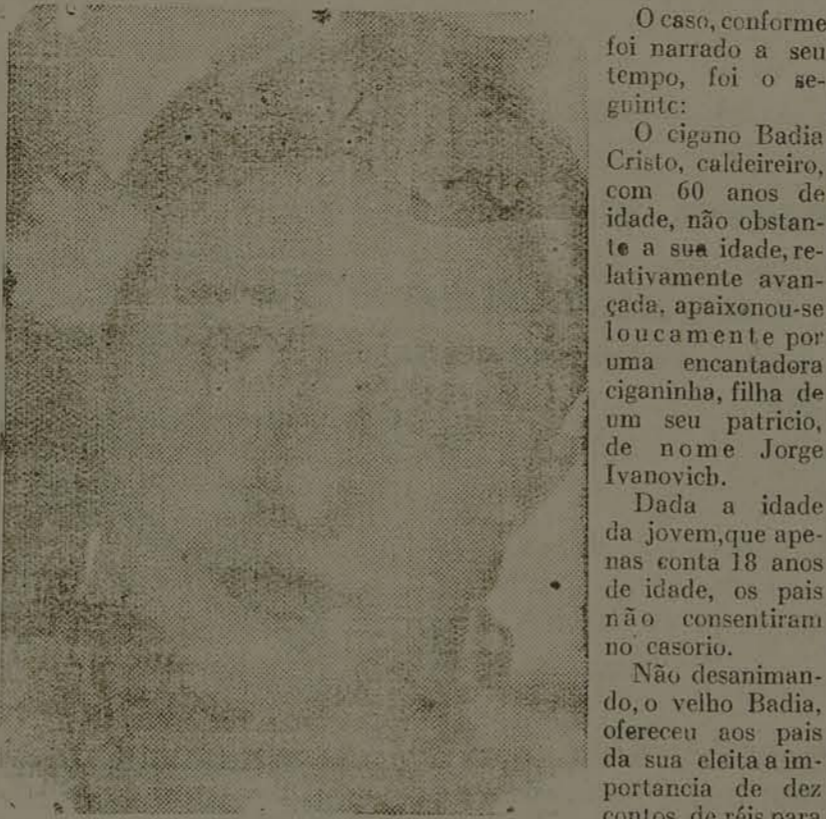 O caso, conforme
foi narrado a seu
tempo, foi o se-
guinte:
O cigano Badia
Cristo, caldeireiro,
com 60 anos de
idade, não obstan-
te a sua idade, re-
lativamente avan-
çada, apaixonou-se
loucamente por
uma encantadora
ciganinha, filha de
um seu patricio,
de nome Jorge
Ivanovich.
Dada a idade
da jovem, que ape-
nas conta 18 anos
de idade, os pais
não consentiram
no casorio.
Não desaniman-
do, o velho Badia,
ofereceu aos pais
da sua eleita a im-
portancia de dez
contos de réis para